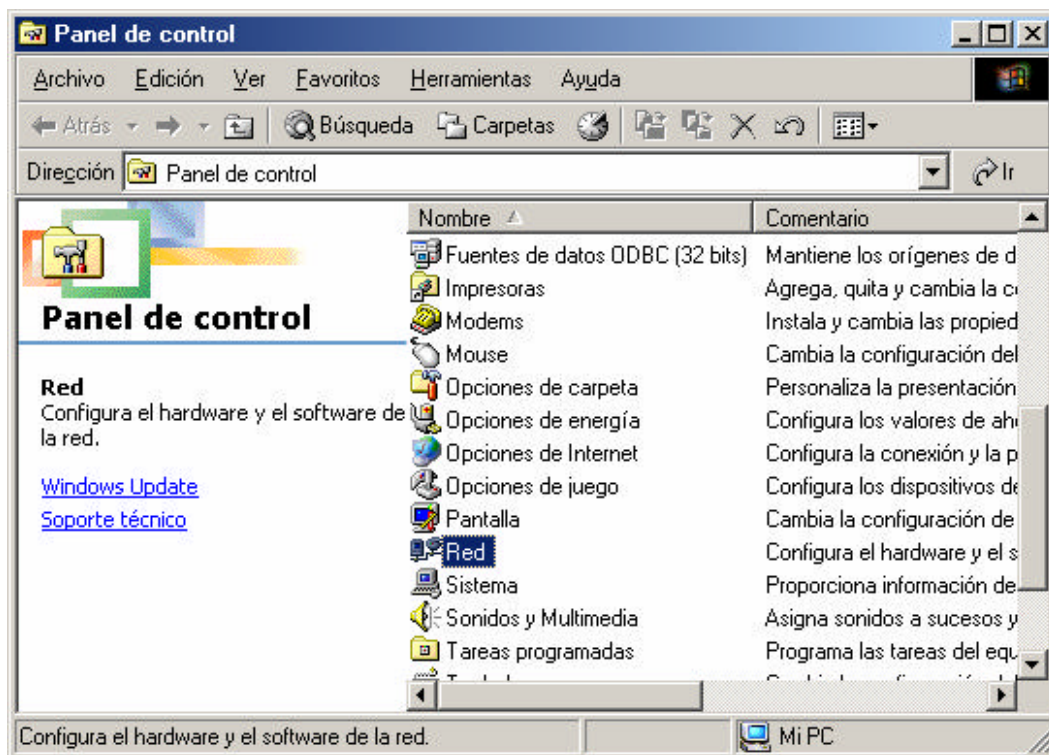 Panel de control
Archivo Edición Ver Favoritos Herramientas Ayuda
Atrás Búsqueda Carpetas
Dirección Panel de control Ir
Panel de control
Red
Configura el hardware y el software de
la red.
Windows Update
Soporte técnico
Nombre Comentario
Fuentes de datos ODBC (32 bits) Mantiene los orígenes de d
Impresoras Agrega, quita y cambia la c
Modems Instala y cambia las propied
Mouse Cambia la configuración del
Opciones de carpeta Personaliza la presentación
Opciones de energía Configura los valores de ah
Opciones de Internet Configura la conexión y la p
Opciones de juego Configura los dispositivos de
Pantalla Cambia la configuración de
Red Configura el hardware y el s
Sistema Proporciona información de
Sonidos y Multimedia Asigna sonidos a sucesos y
Tareas programadas Programa las tareas del equ
Configura el hardware y el software de la red. Mi PC